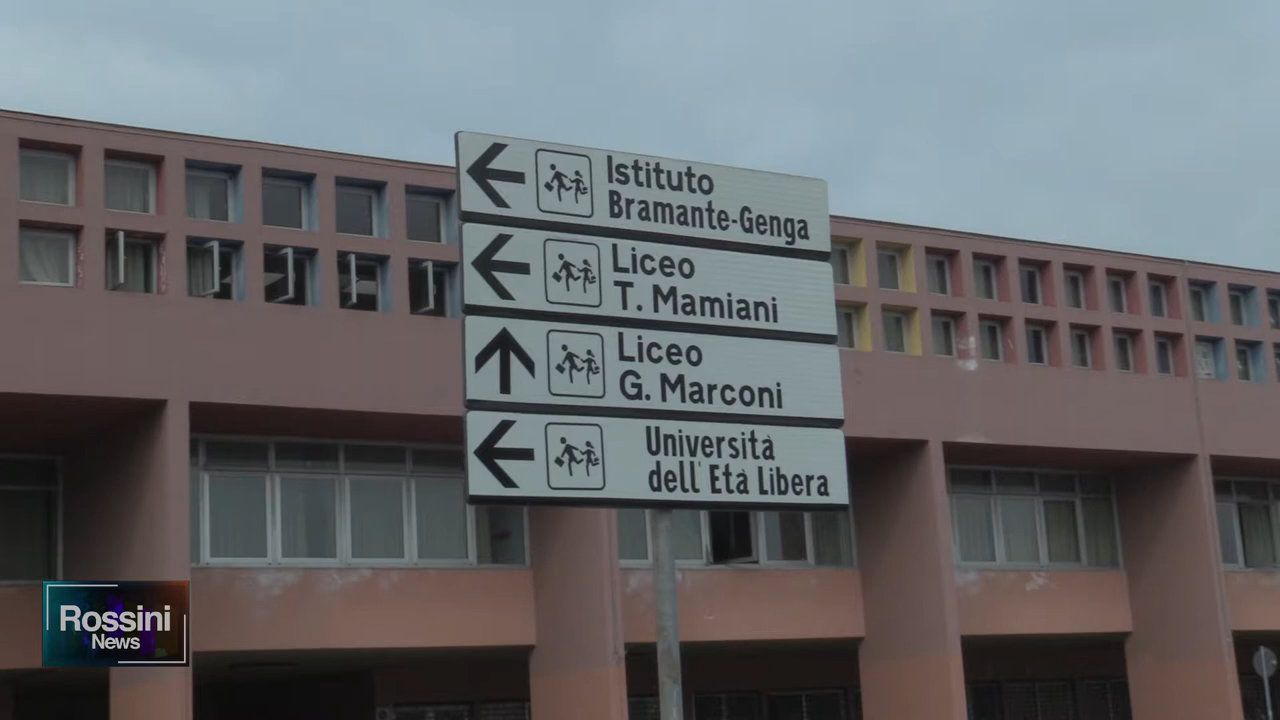 Istituto
Bramante-Genga
Liceo
T. Mamiani
Liceo
G. Marconi
Università
dell'Età Libera
Rossini
News